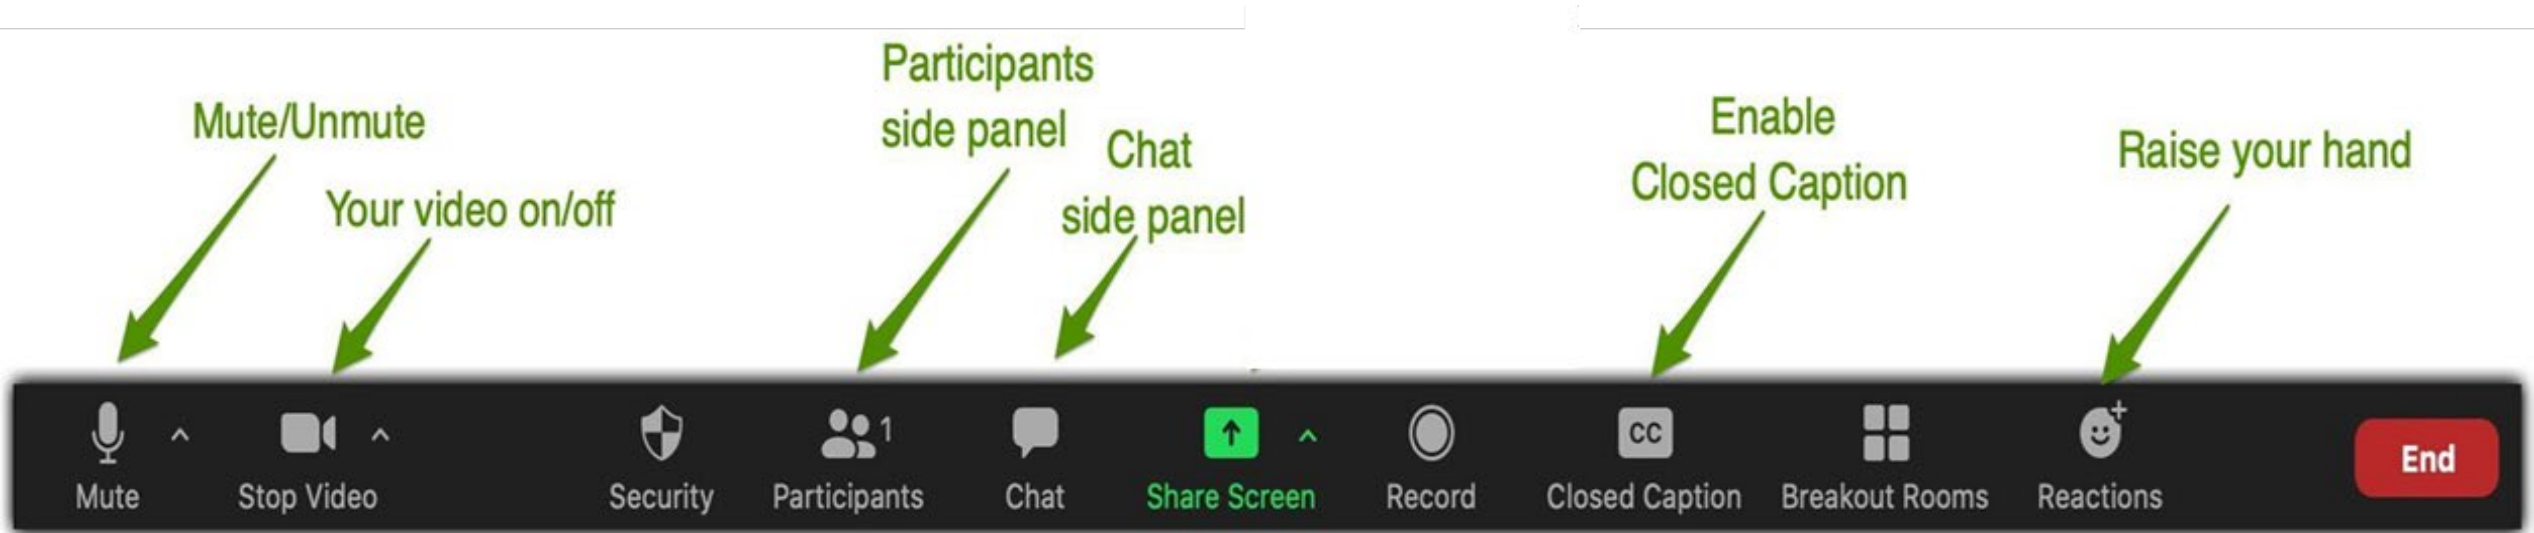 Participants
side panel
Mute/Unmute
Chat
side panel
Your video on/off
Enable
Closed Caption
Raise your hand
1
CC
Mute
Stop Video
Security
Participants
Chat
Share Screen
Record
Closed Caption
Breakout Rooms
Reactions
End